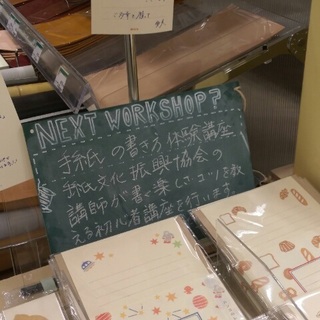 NEXT WORKSHOP?
手紙の書き方体験講座
手紙文化振興協会の
講師が書く楽しさ・コツを教
える初心者講座を行います